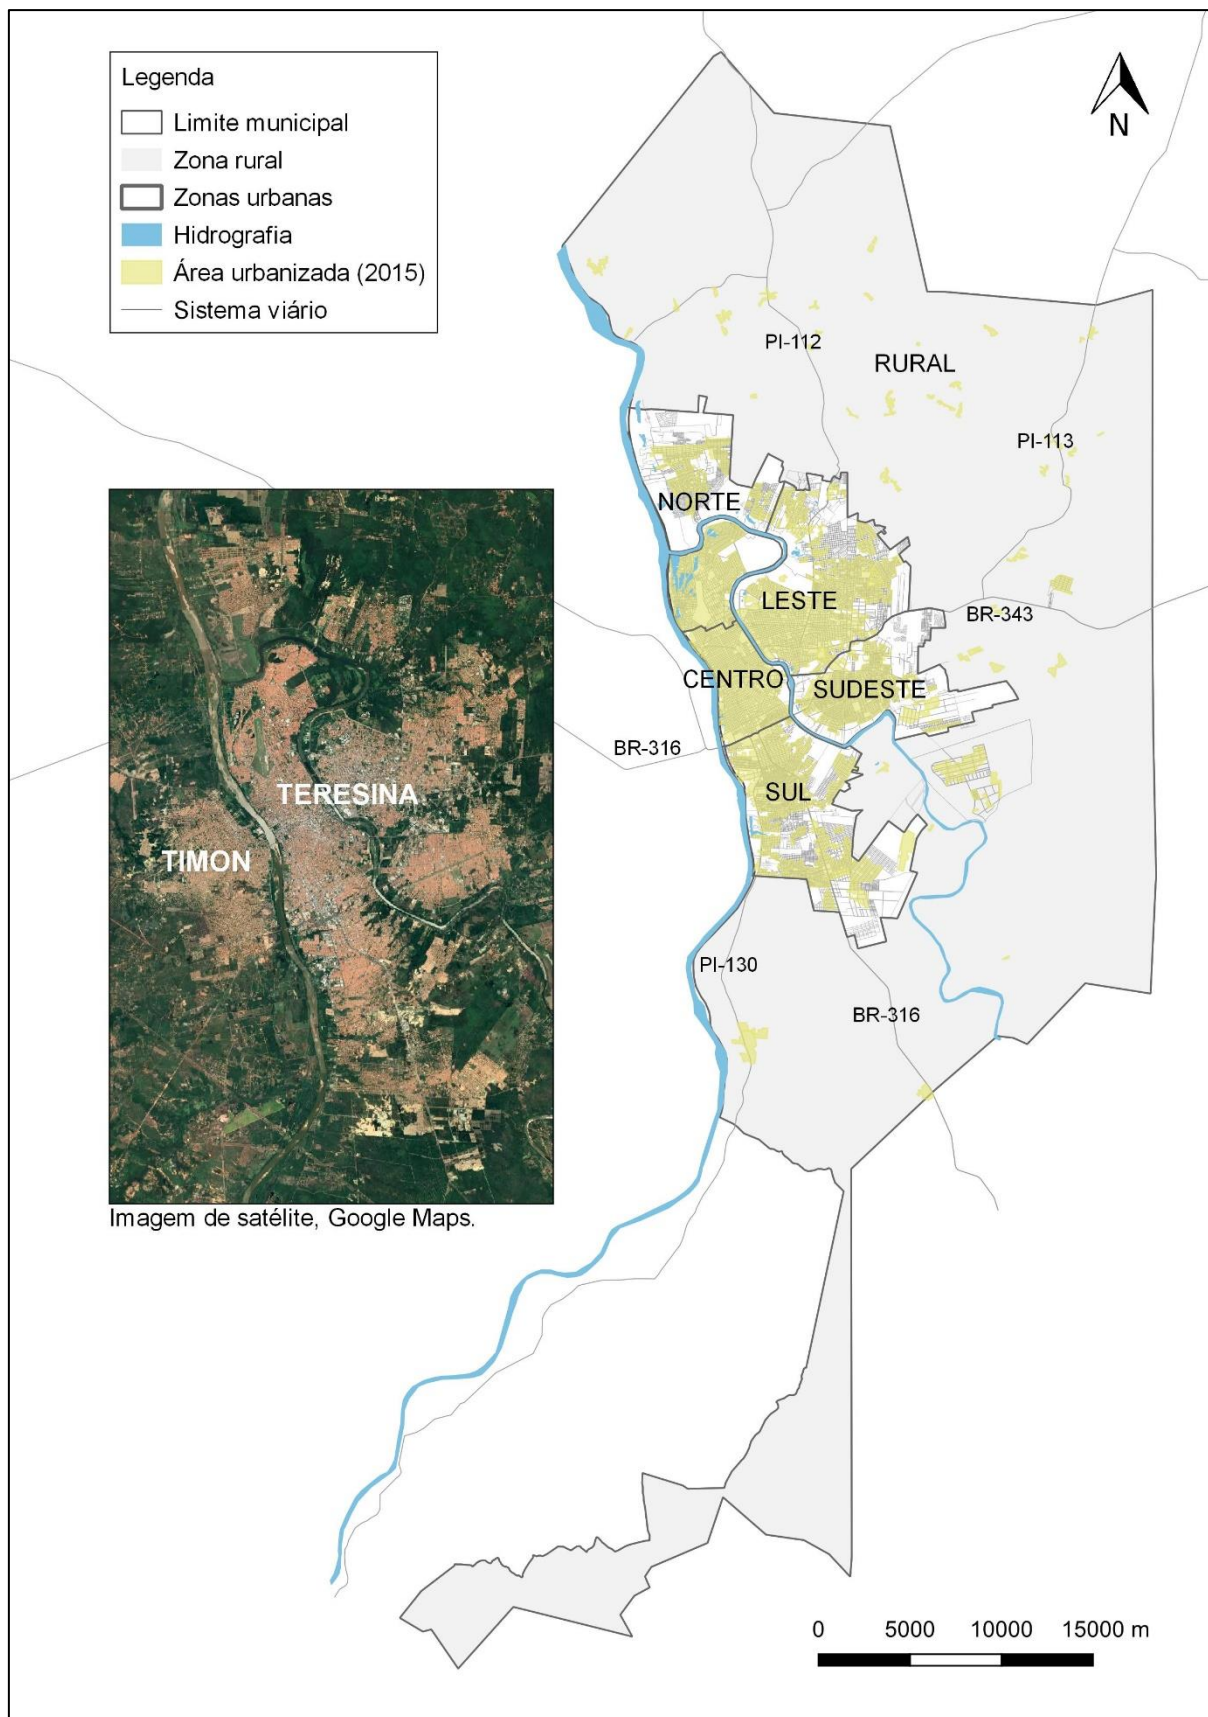 Legenda
Limite municipal
Zona rural
Zonas urbanas
Hidrografia
Área urbanizada (2015)
Sistema viário
N
PI-112
RURAL
PI-113
NORTE
LESTE
BR-343
CENTRO
SUDESTE
BR-316
SUL
TERESINA
TIMON
PI-130
BR-316
Imagem de satélite, Google Maps.
0 5000 10000 15000 m